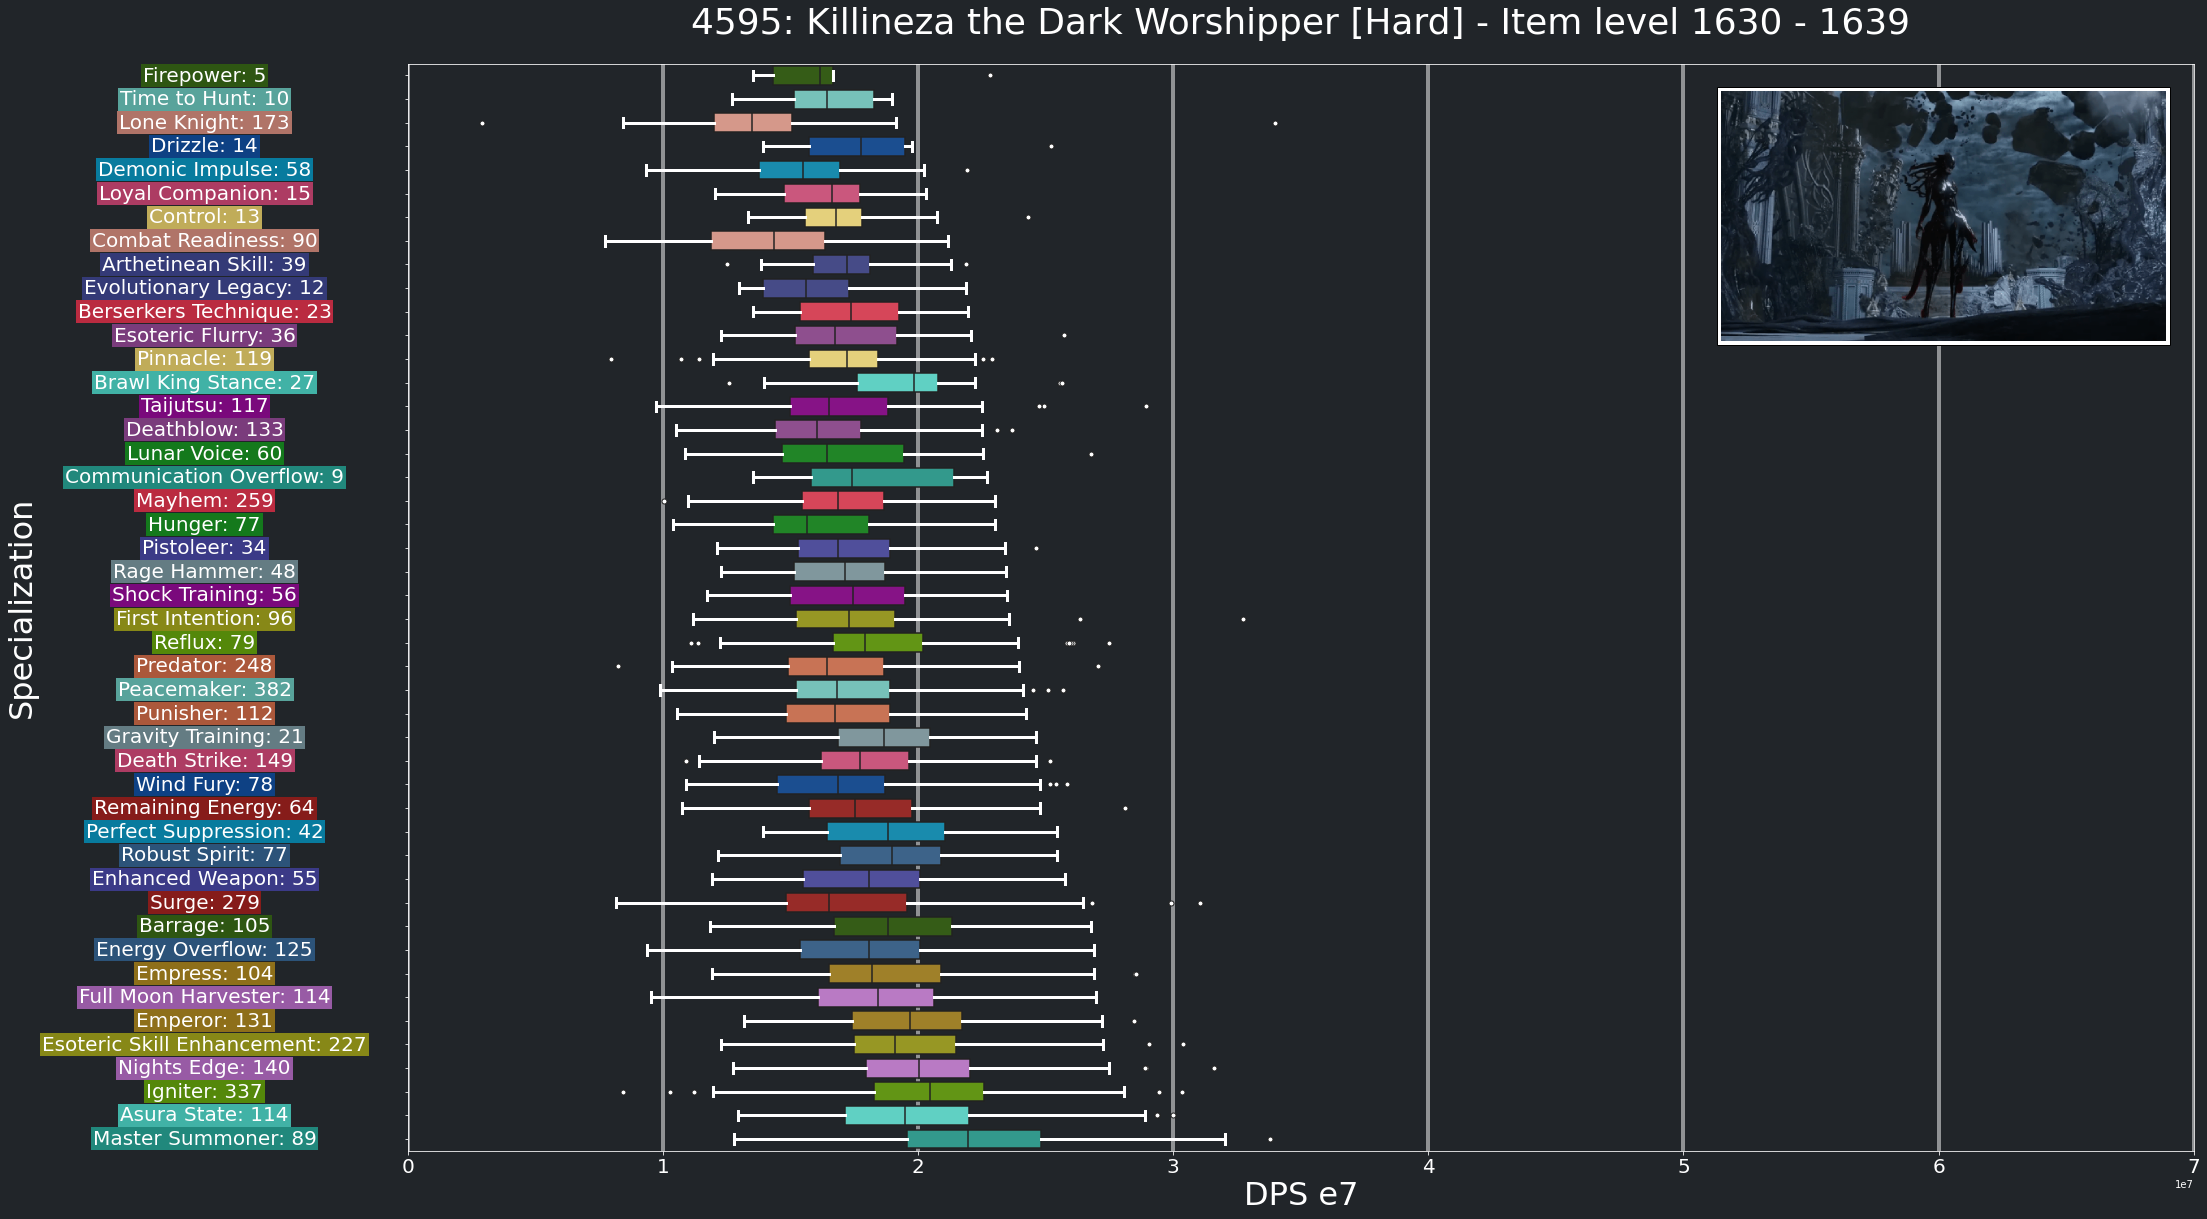 4595: Killineza the Dark Worshipper [Hard] - Item level 1630 - 1639
Specialization
Firepower: 5
Time to Hunt: 10
Lone Knight: 173
Drizzle: 14
Demonic Impulse: 58
Loyal Companion: 15
Control: 13
Combat Readiness: 90
Arthetinean Skill: 39
Evolutionary Legacy: 12
Berserkers Technique: 23
Esoteric Flurry: 36
Pinnacle: 119
Brawl King Stance: 27
Taijutsu: 117
Deathblow: 133
Lunar Voice: 60
Communication Overflow: 9
Mayhem: 259
Hunger: 77
Pistoleer: 34
Rage Hammer: 48
Shock Training: 56
First Intention: 96
Reflux: 79
Predator: 248
Peacemaker: 382
Punisher: 112
Gravity Training: 21
Death Strike: 149
Wind Fury: 78
Remaining Energy: 64
Perfect Suppression: 42
Robust Spirit: 77
Enhanced Weapon: 55
Surge: 279
Barrage: 105
Energy Overflow: 125
Empress: 104
Full Moon Harvester: 114
Emperor: 131
Esoteric Skill Enhancement: 227
Nights Edge: 140
Igniter: 337
Asura State: 114
Master Summoner: 89
0 1 2 3 4 5 6 7
1e7
DPS e7